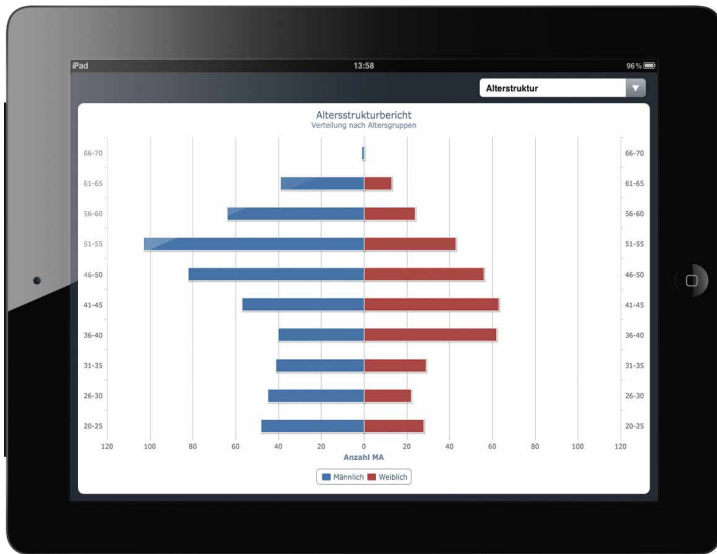 iPad 13:58 96%
Alterstruktur
Altersstrukturbericht
Verteilung nach Altersgruppen
66-70 66-70
61-65 61-65
56-60 56-60
51-55 51-55
46-50 46-50
41-45 41-45
36-40 36-40
31-35 31-35
26-30 26-30
20-25 20-25
120 100 80 60 40 20 0 20 40 60 80 100 120
Anzahl MA
Männlich Weiblich